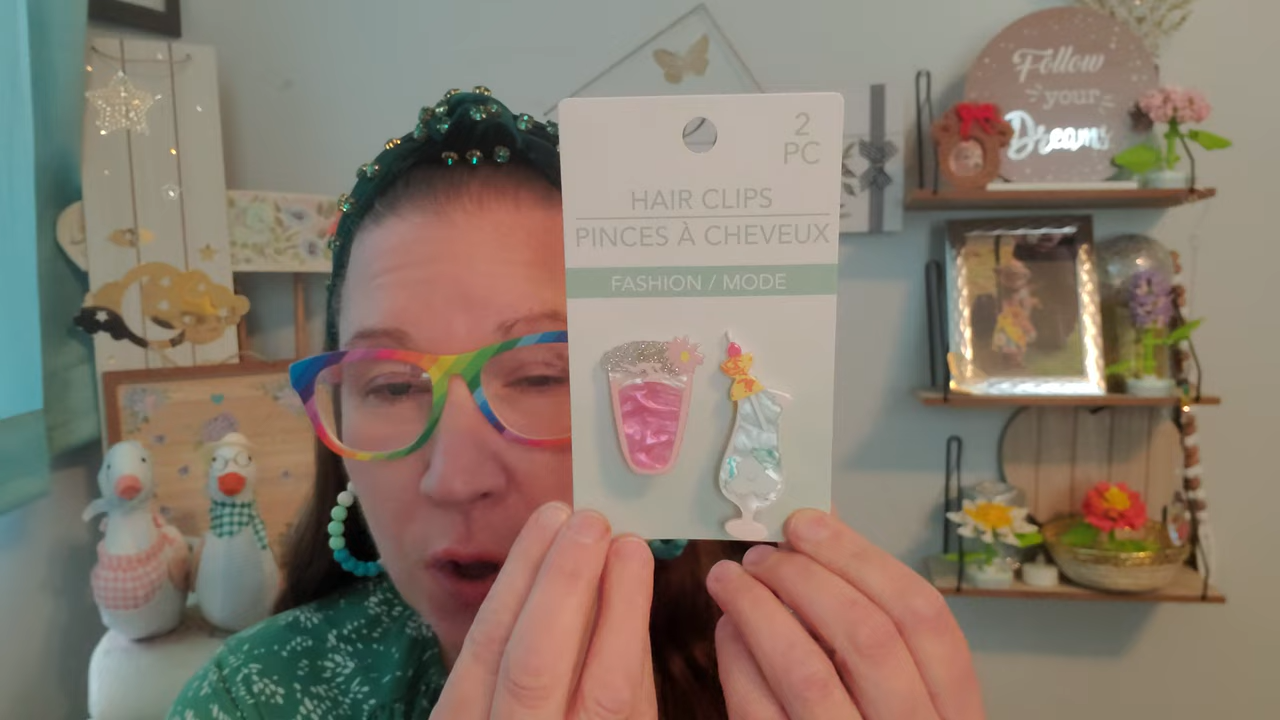 2
PC
HAIR CLIPS
PINCES À CHEVEUX
FASHION / MODE
Follow
your
Dreams